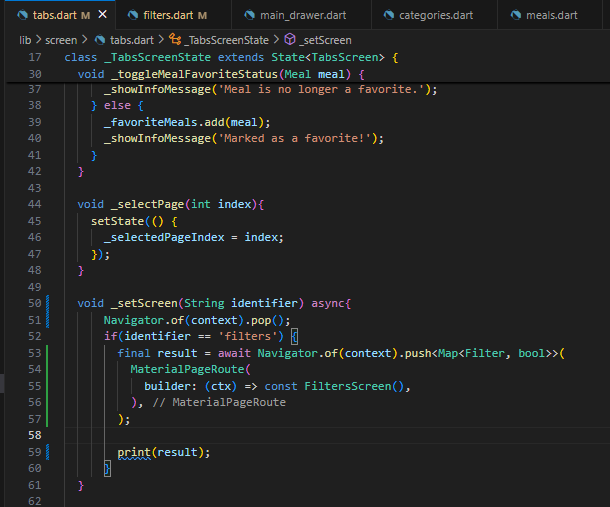 tabs.dart M
filters.dart M
main_drawer.dart
categories.dart
meals.dart
lib > screen > tabs.dart > _TabsScreenState > _setScreen
17 class _TabsScreenState extends State<TabsScreen> {
30 void _toggleMealFavoriteStatus(Meal meal) {
37 _showInfoMessage('Meal is no longer a favorite.');
38 } else {
39 _favoriteMeals.add(meal);
40 _showInfoMessage('Marked as a favorite!');
41 }
42 }
43
44 void _selectPage(int index){
45 setState(() {
46 _selectedPageIndex = index;
47 });
48 }
49
50 void _setScreen(String identifier) async{
51 Navigator.of(context).pop();
52 if(identifier == 'filters') {
53 final result = await Navigator.of(context).push<Map<Filter, bool>>(
54 MaterialPageRoute(
55 builder: (ctx) => const FiltersScreen(),
56 ), // MaterialPageRoute
57 );
58
59 print(result);
60 }
61 }
62